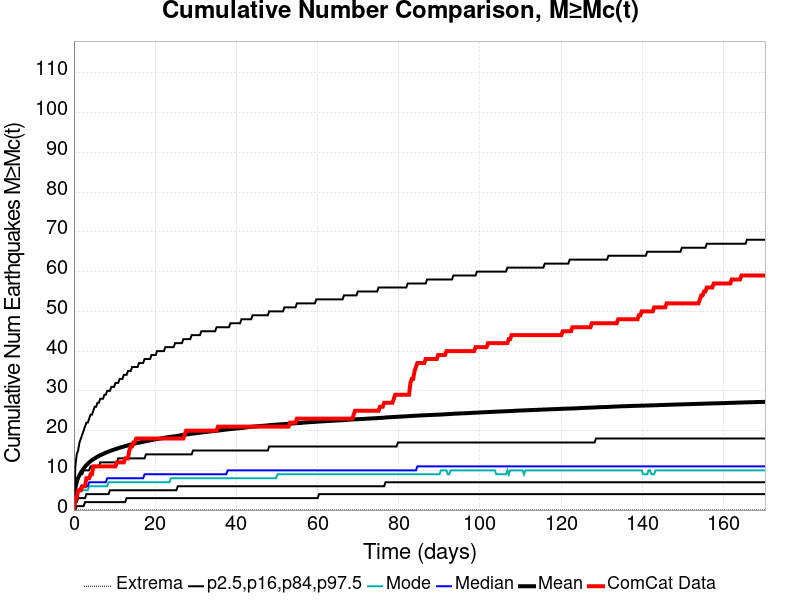 Cumulative Number Comparison, M≥Mc(t)
Cumulative Num Earthquakes M≥Mc(t)
110
100
90
80
70
60
50
40
30
20
10
0
0 20 40 60 80 100 120 140 160
Time (days)
Extrema p2.5,p16,p84,p97.5 Mode Median Mean ComCat Data